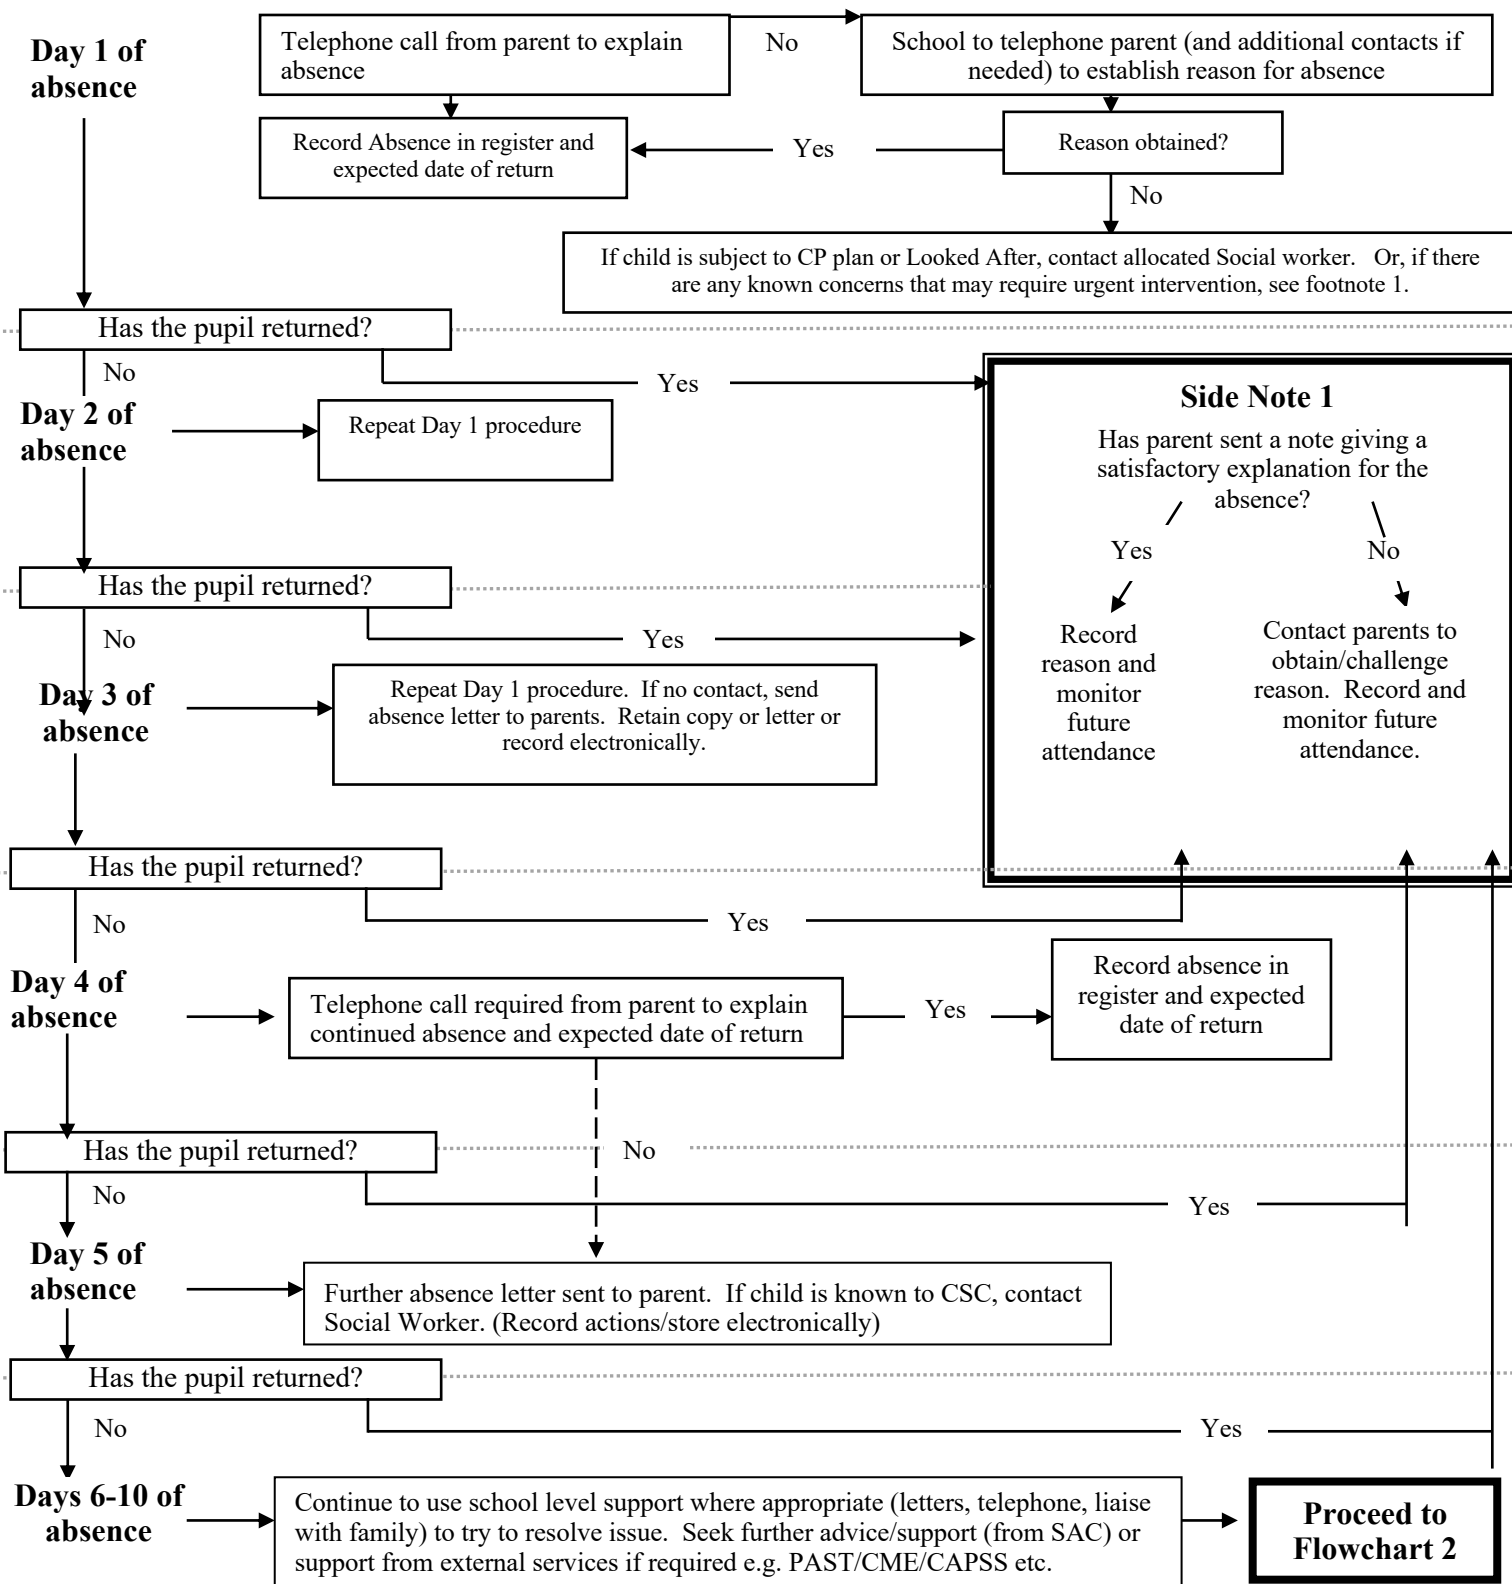 Day 1 of
absence
Telephone call from parent to explain
absence
No
School to telephone parent (and additional contacts if
needed) to establish reason for absence
Record Absence in register and
expected date of return
Yes
Reason obtained?
No
If child is subject to CP plan or Looked After, contact allocated Social worker.   Or, if there
are any known concerns that may require urgent intervention, see footnote 1.
Has the pupil returned?
No
Yes
Day 2 of
absence
Repeat Day 1 procedure
Side Note 1
Has parent sent a note giving a
satisfactory explanation for the
absence?
Yes
No
Record
reason and
monitor
future
attendance
Contact parents to
obtain/challenge
reason.  Record and
monitor future
attendance.
Has the pupil returned?
No
Yes
Day 3 of
absence
Repeat Day 1 procedure.  If no contact, send
absence letter to parents.  Retain copy or letter or
record electronically.
Has the pupil returned?
No
Yes
Day 4 of
absence
Telephone call required from parent to explain
continued absence and expected date of return
Yes
Record absence in
register and expected
date of return
Has the pupil returned?
No
No
Yes
Day 5 of
absence
Further absence letter sent to parent.  If child is known to CSC, contact
Social Worker. (Record actions/store electronically)
Has the pupil returned?
No
Yes
Days 6-10 of
absence
Continue to use school level support where appropriate (letters, telephone, liaise
with family) to try to resolve issue.  Seek further advice/support (from SAC) or
support from external services if required e.g. PAST/CME/CAPSS etc.
Proceed to
Flowchart 2